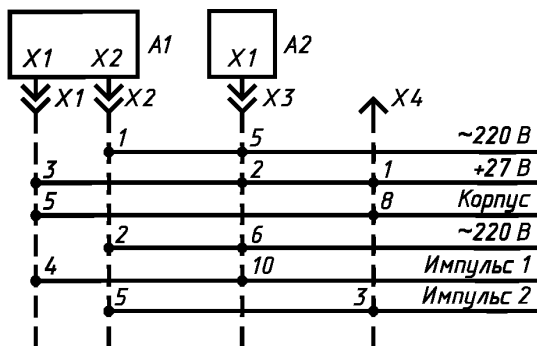 X1 X2 A1 X1 A2
X1 X2 X3 X4
1 5 ~220 В
3 2 1 +27 В
5 8 Корпус
2 6 ~220 В
4 10 Импульс 1
5 3 Импульс 2